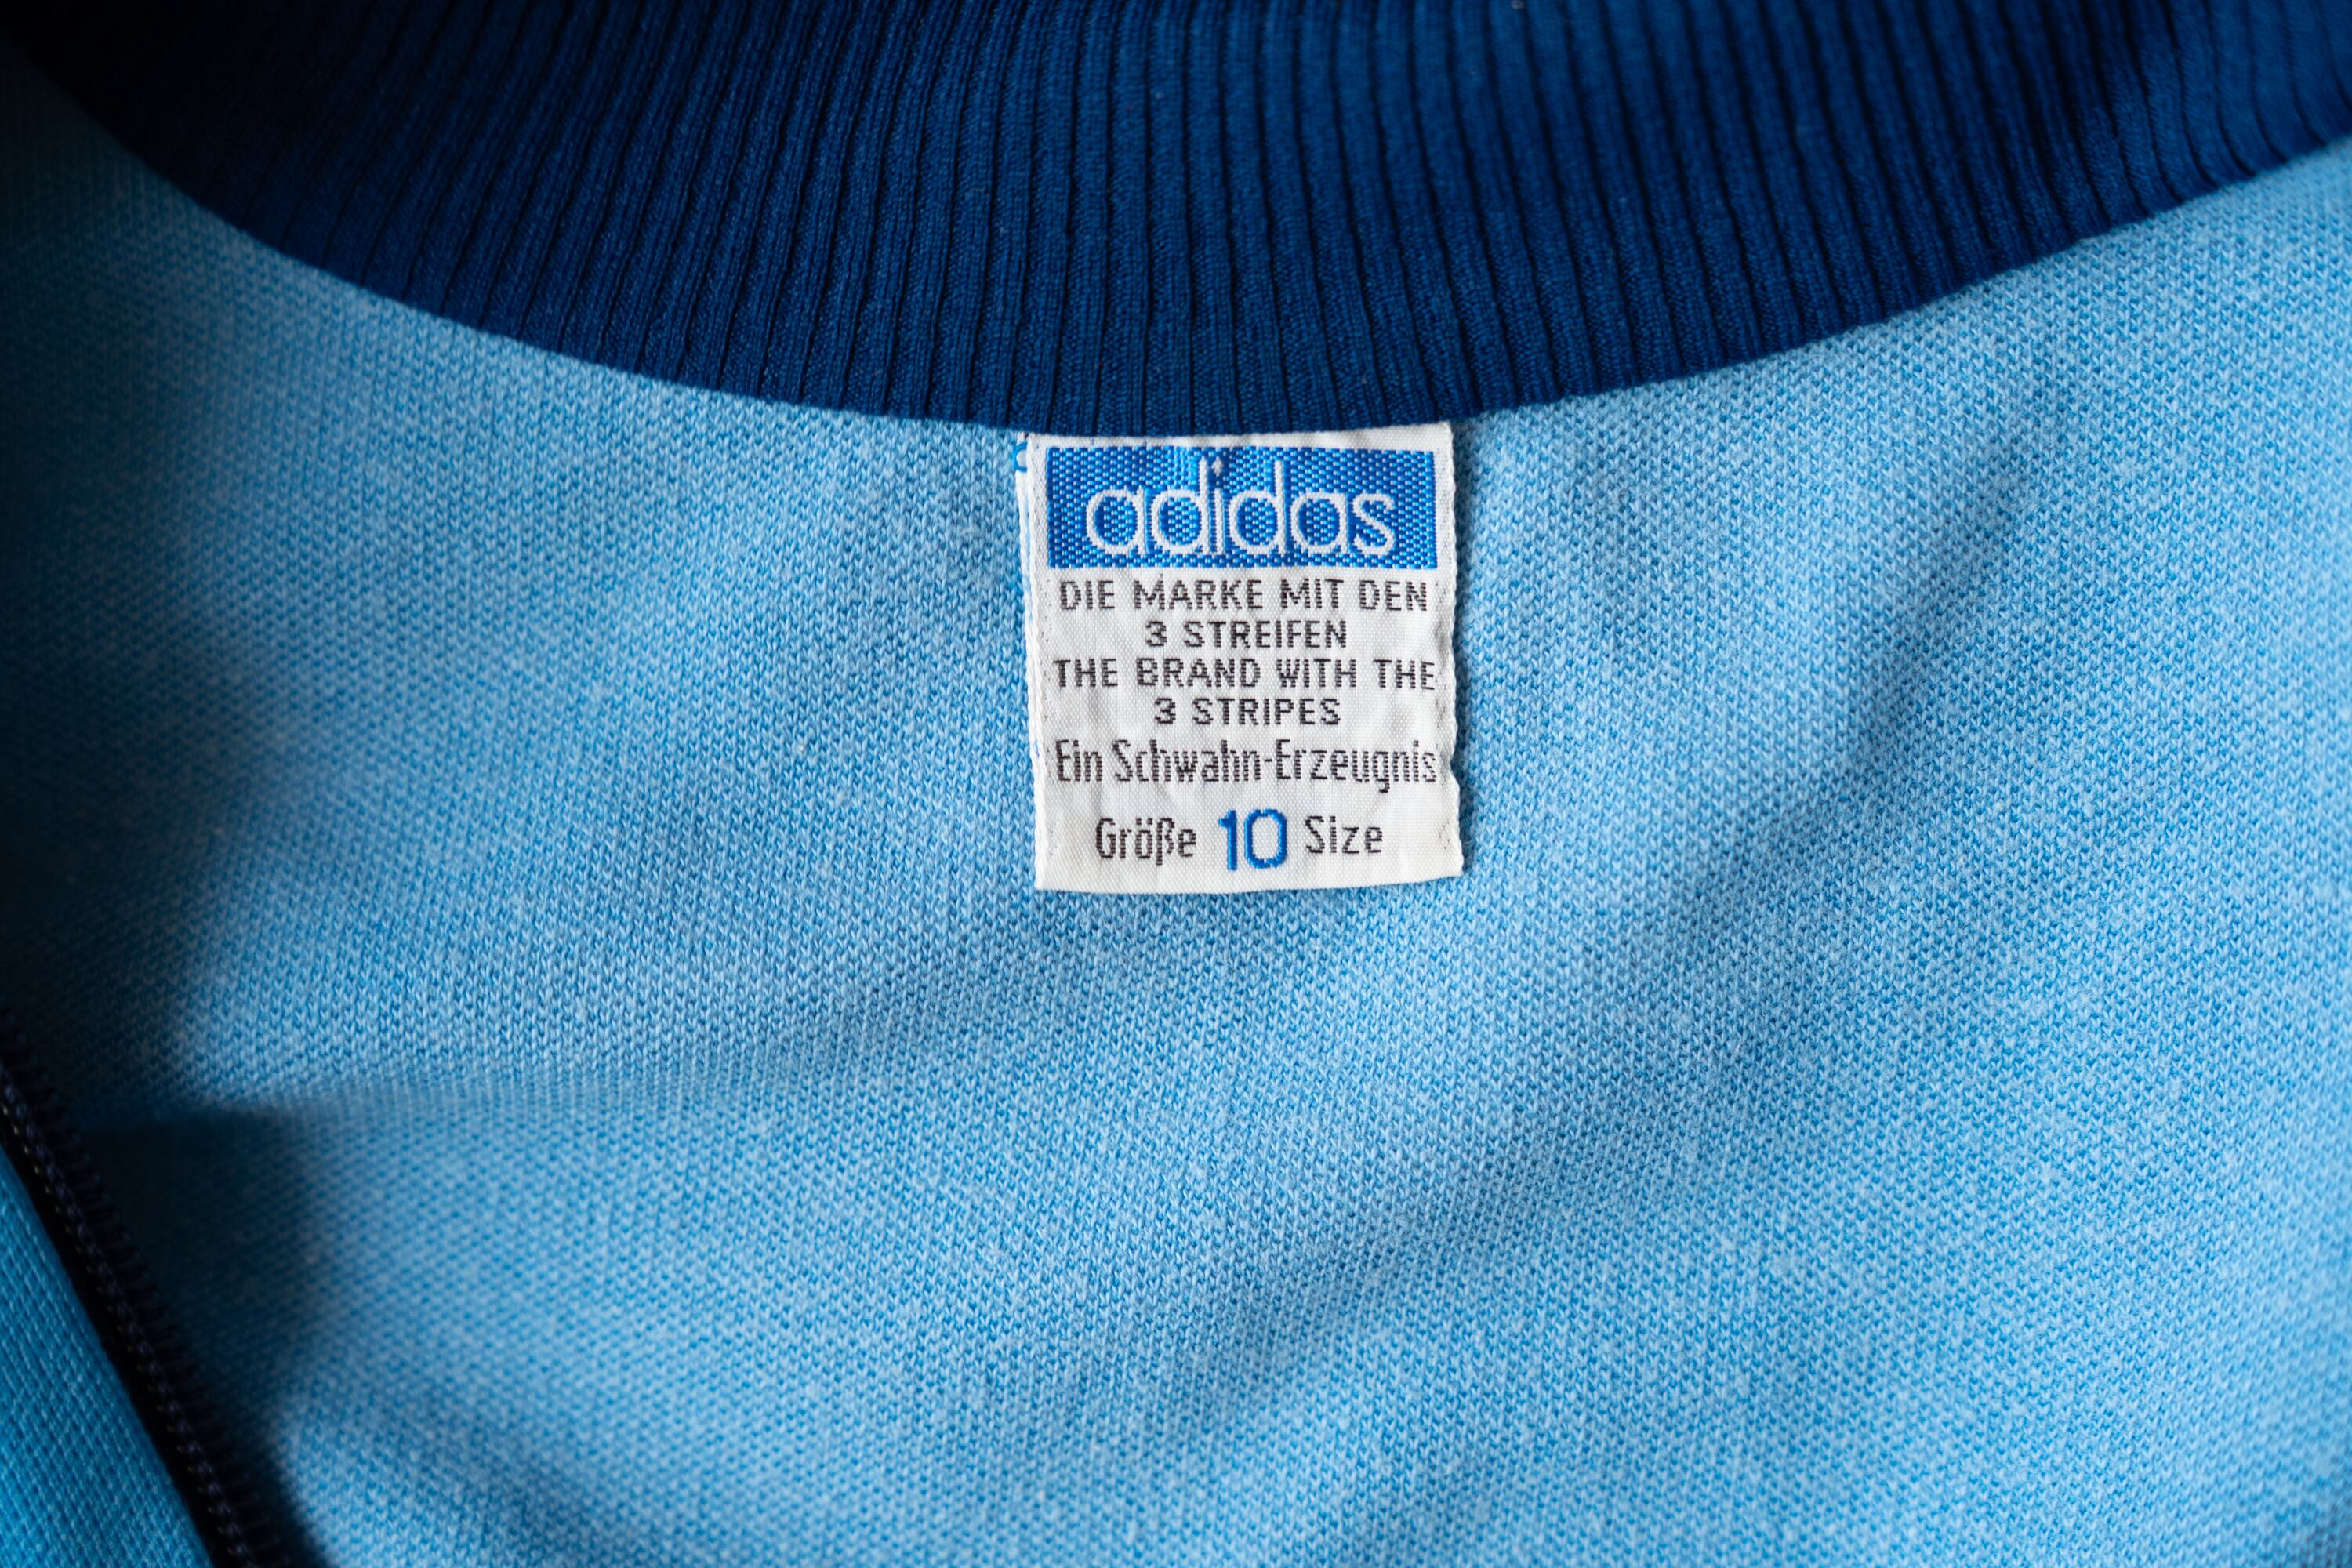 adidas
DIE MARKE MIT DEN
3 STREIFEN
THE BRAND WITH THE
3 STRIPES
Ein Schwahn-Erzeugnis
Größe 10 Size